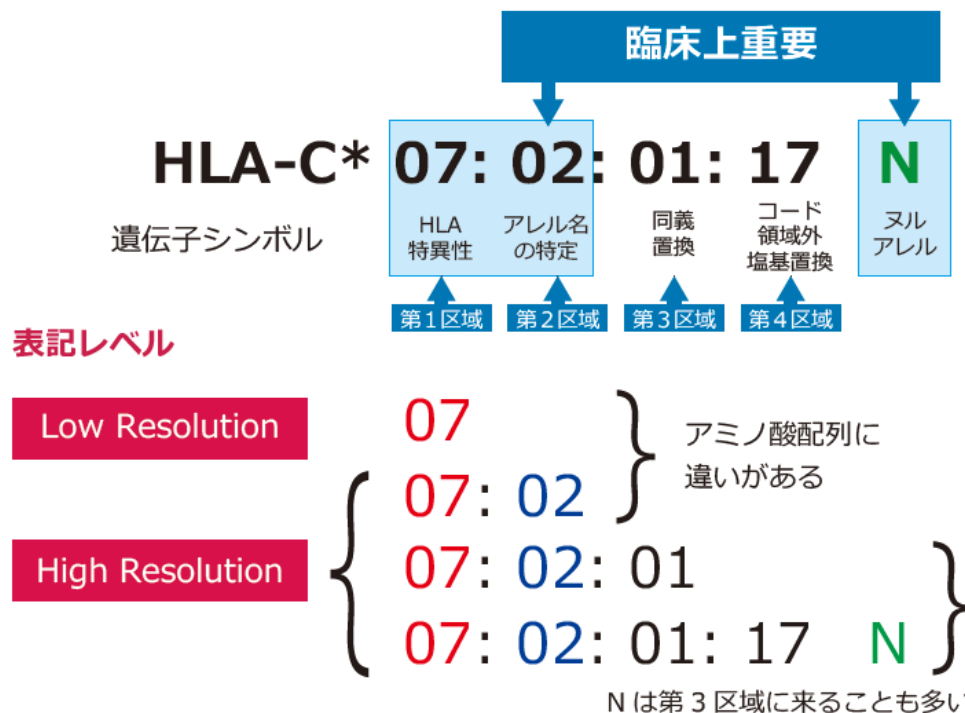 臨床上重要
HLA-C* 07: 02: 01: 17 N
遺伝子シンボル
HLA
特異性
アレル名
の特定
同義
置換
コード
領域外
塩基置換
ヌル
アレル
第1区域 第2区域 第3区域 第4区域
表記レベル
Low Resolution
07
07: 02
アミノ酸配列に
違いがある
High Resolution
07: 02: 01
07: 02: 01: 17 N
N は第 3 区域に来ることも多い